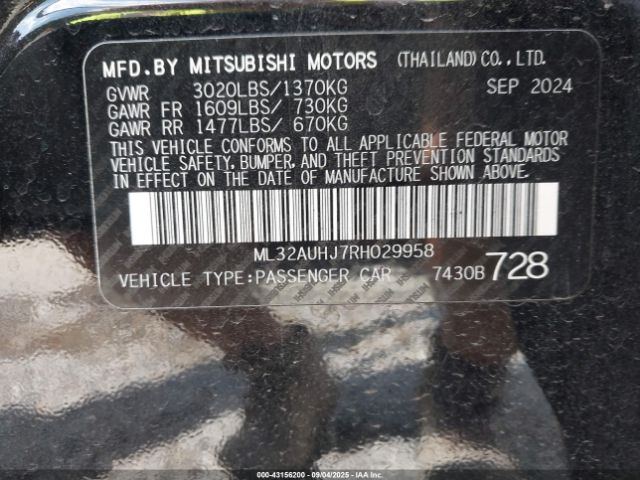 MFD.BY MITSUBISHI MOTORS (THAILAND)CO.,LTD.
GVWR 3020LBS/1370KG SEP 2024
GAWR FR 1609LBS/ 730KG
GAWR RR 1477LBS/ 670KG
THIS VEHICLE CONFORMS TO ALL APPLICABLE FEDERAL MOTOR
VEHICLE SAFETY, BUMPER, AND THEFT PREVENTION STANDARDS
IN EFFECT ON THE DATE OF MANUFACTURE SHOWN ABOVE.
ML32AUHJ7RH029958
VEHICLE TYPE:PASSENGER CAR 7430B 728
000-43156200 - 09/04/2025 - IAA Inc.